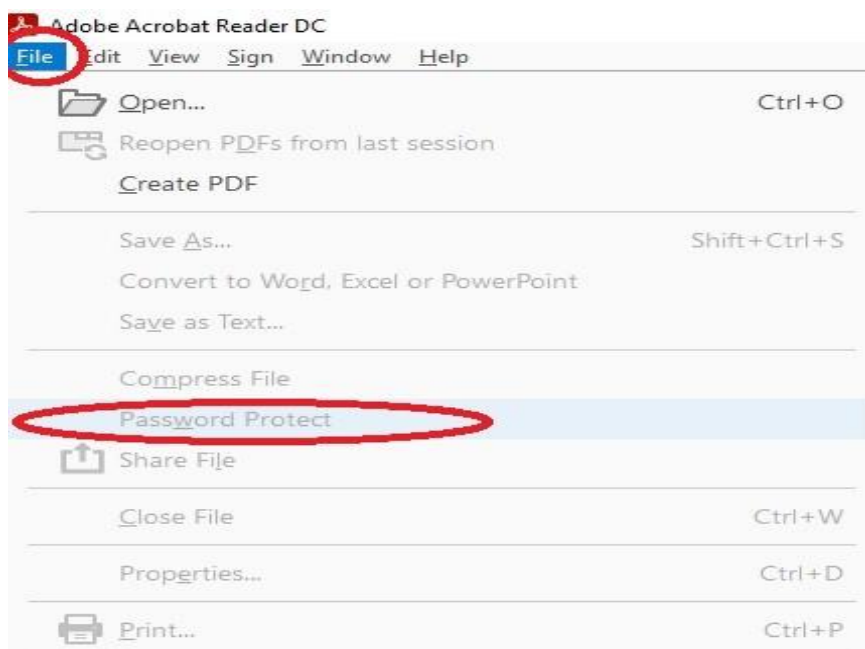 Adobe Acrobat Reader DC
File Edit View Sign Window Help
Open... Ctrl+O
Reopen PDFs from last session
Create PDF
Save As... Shift+Ctrl+S
Convert to Word, Excel or PowerPoint
Save as Text...
Compress File
Password Protect
Share File
Close File Ctrl+W
Properties... Ctrl+D
Print... Ctrl+P